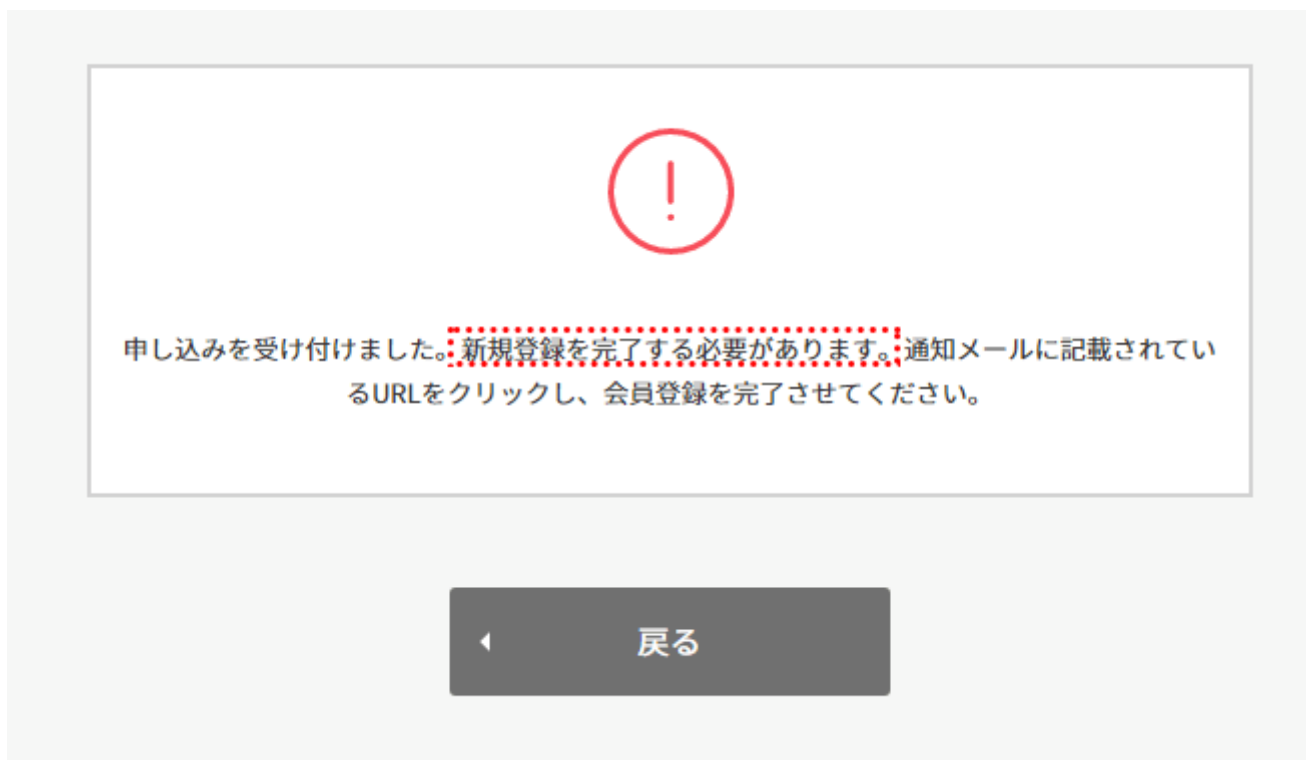 申し込みを受け付けました。新規登録を完了する必要があります。通知メールに記載されてい
るURLをクリックし、会員登録を完了させてください。
戻る